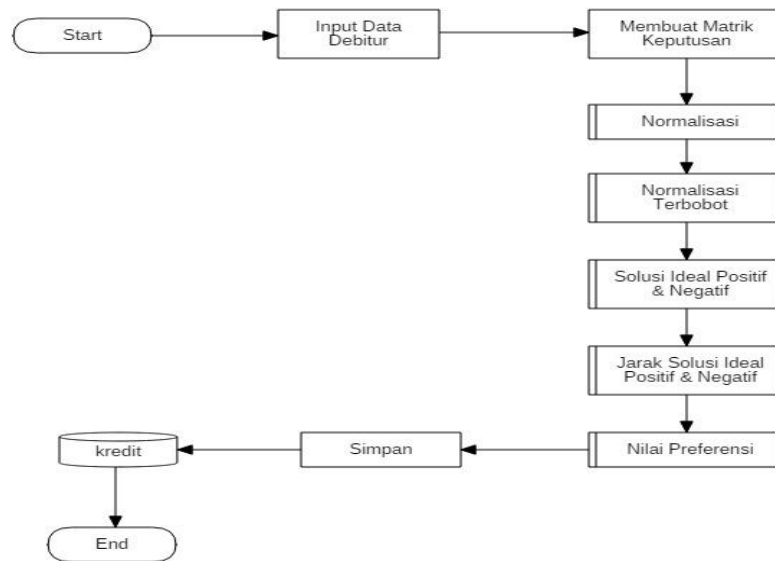 Start
Input Data
Debitur
Membuat Matrik
Keputusan
Normalisasi
Normalisasi
Terbobot
Solusi Ideal Positif
& Negatif
Jarak Solusi Ideal
Positif & Negatif
Nilai Preferensi
Simpan
kredit
End